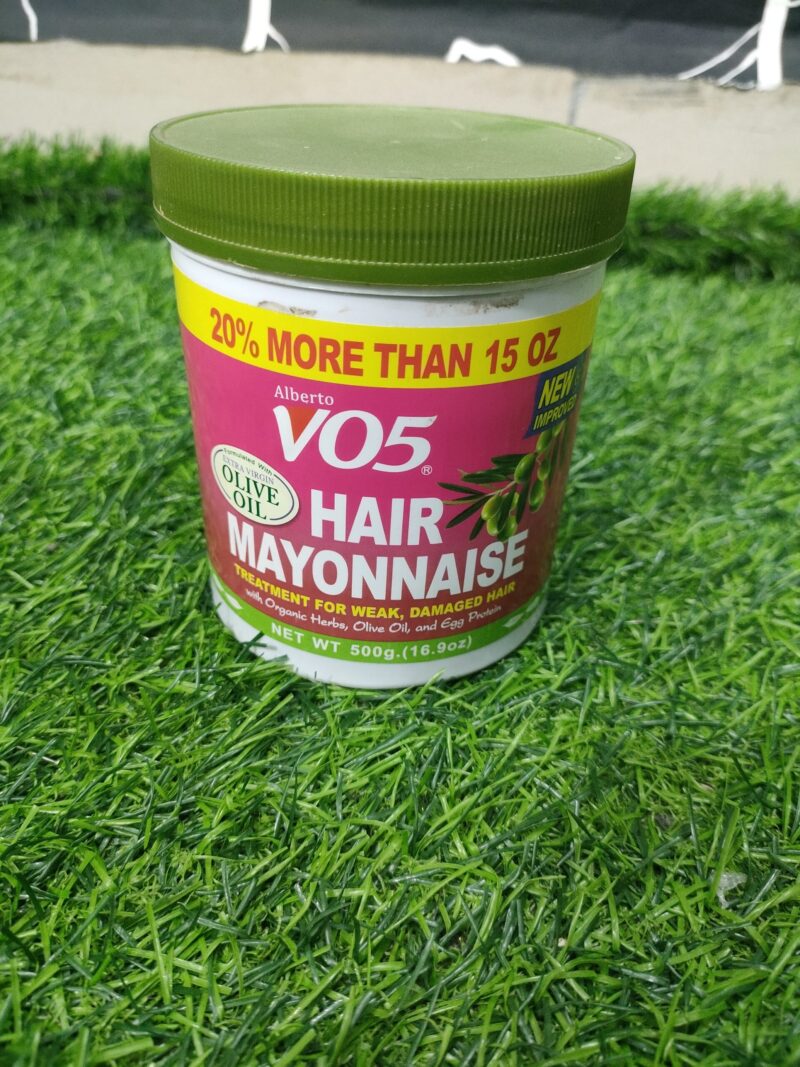 20% MORE THAN 15 OZ
NEW
IMPROVED
Alberto
VO5®
Formulated With
EXTRA VIRGIN
OLIVE
OIL
HAIR
MAYONNAISE
TREATMENT FOR WEAK, DAMAGED HAIR
with Organic Herbs, Olive Oil, and Egg Protein
NET WT 500g.(16.9oz)